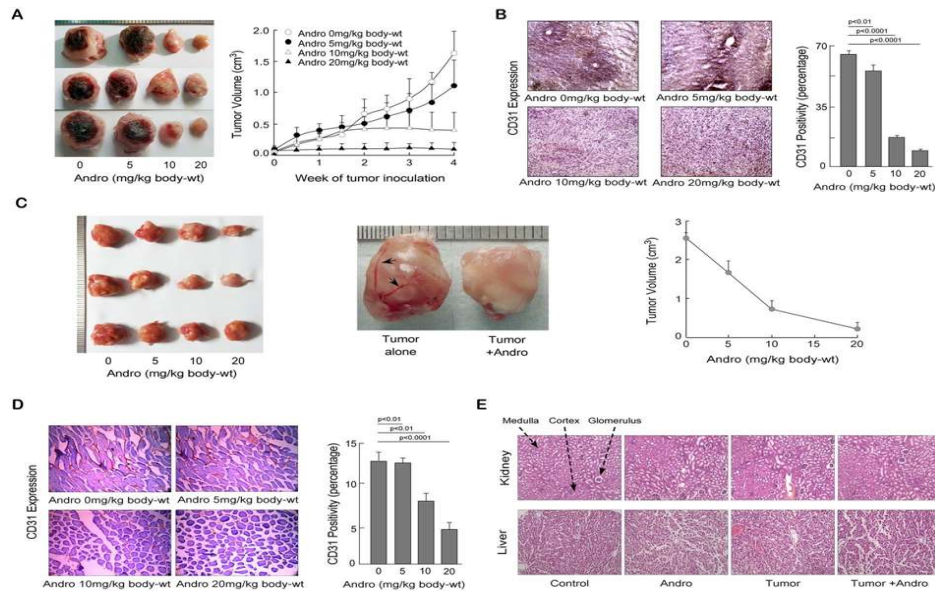 A
2.0
1.5
1.0
0.5
0.0
Tumor Volume (cm³)
Andro 0mg/kg body-wt
Andro 5mg/kg body-wt
Andro 10mg/kg body-wt
Andro 20mg/kg body-wt
0 1 2 3 4
Week of tumor inoculation
0 5 10 20
Andro (mg/kg body-wt)
B
CD31 Expression
Andro 0mg/kg body-wt Andro 5mg/kg body-wt
Andro 10mg/kg body-wt Andro 20mg/kg body-wt
p<0.01
p<0.0001
p<0.0001
CD31 Positivity (percentage)
70
35
0
0 5 10 20
Andro (mg/kg body-wt)
C
0 5 10 20
Andro (mg/kg body-wt)
Tumor alone
Tumor +Andro
Tumor Volume (cm³)
3
2
1
0
0 5 10 15 20
Andro (mg/kg body-wt)
D
CD31 Expression
Andro 0mg/kg body-wt Andro 5mg/kg body-wt
Andro 10mg/kg body-wt Andro 20mg/kg body-wt
p<0.01
p<0.01
p<0.0001
CD31 Positivity (percentage)
15
10
5
0
0 5 10 20
Andro (mg/kg body-wt)
E
Medulla Cortex Glomerulus
Kidney
Liver
Control Andro Tumor Tumor +Andro